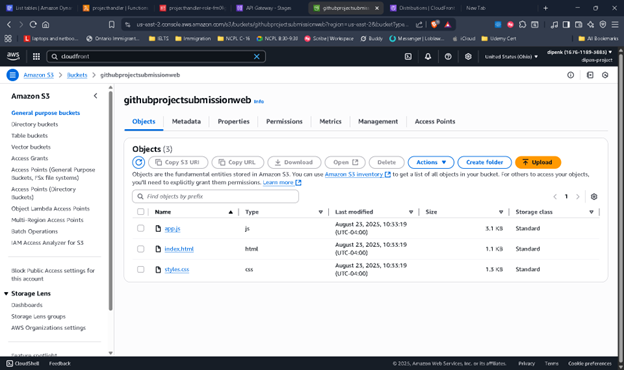 List tables | Amazon Dyna
projecthandler | Function
projecthandler-role-
API Gateway - Stages
githubprojectsubmission
Distributions | CloudFront
New Tab
us-east-2.console.aws.amazon.com/s3/buckets/githubprojectsubmissionweb?region=us-east-2&bucketType...
laptops and netboo...
Ontario Immigrant...
IELTS
Immigration
NCPL C- 16
NCPL 8:30-9:30
Scribe | Workspace
Buddy
Messenger | Loblaw...
iCloud
Udemy Cert
All Bookmarks
aws
cloudfront
United States (Ohio)
dipon-project
Amazon S3
Buckets
githubprojectsubmissionweb
Amazon S3
General purpose buckets
Directory buckets
Table buckets
Vector buckets
Access Grants
Access Points (General Purpose
Buckets, FSx file systems)
Access Points (Directory
Buckets)
Object Lambda Access Points
Multi-Region Access Points
Batch Operations
IAM Access Analyzer for S3
Block Public Access settings for
this account
Storage Lens
Dashboards
Storage Lens groups
AWS Organizations settings
githubprojectsubmissionweb Info
Objects
Metadata
Properties
Permissions
Metrics
Management
Access Points
Objects (3)
Copy S3 URI
Copy URL
Download
Open
Delete
Actions
Create folder
Upload
Objects are the fundamental entities stored in Amazon S3. You can use Amazon S3 inventory to get a list of all objects in your bucket. For others to access your objects,
you'll need to explicitly grant them permissions. Learn more
Find objects by prefix
1
Name Type Last modified Size Storage class
app.js js August 23, 2025, 10:33:19 (UTC-04:00) 3.1 KB Standard
index.html html August 23, 2025, 10:33:19 (UTC-04:00) 1.1 KB Standard
styles.css css August 23, 2025, 10:33:19 (UTC-04:00) 1.3 KB Standard
CloudShell
Feedback
© 2025, Amazon Web Services, Inc. or its affiliates.
Privacy
Terms
Cookie preferences